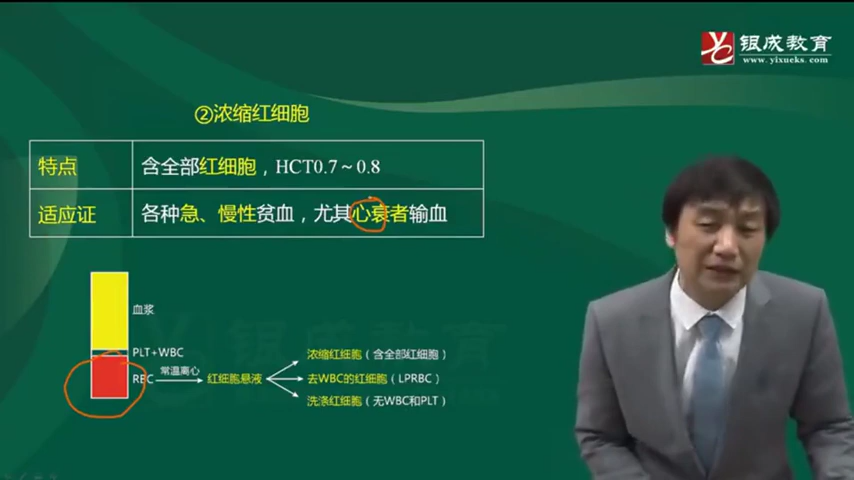 银成教育
www.yixueks.com
②浓缩红细胞
特点
含全部红细胞，HCT0.7～0.8
适应证
各种急、慢性贫血，尤其心衰者输血
血浆
PLT+WBC
RBC
常温离心
红细胞悬液
浓缩红细胞（含全部红细胞）
去WBC的红细胞（LPRBC）
洗涤红细胞（无WBC和PLT）
银成教育